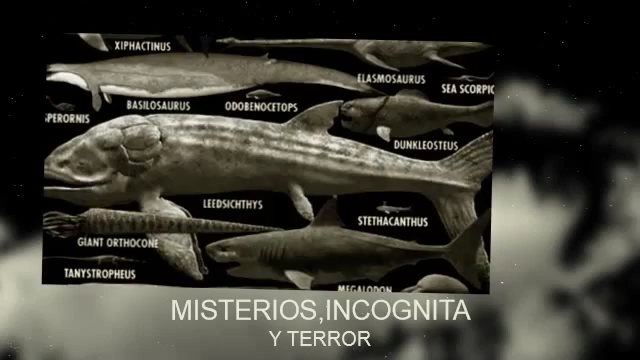 XIPHACTINUS
ELASMOSAURUS
SEA SCORPIO
BASILOSAURUS
ODOBENOCETOPS
SPERORNIS
DUNKLEOSTEUS
LEEDSICHTHYS
STETHACANTHUS
GIANT ORTHOCONE
TANYSTROPHEUS
MEGALODON
MISTERIOS,INCOGNITA
Y TERROR